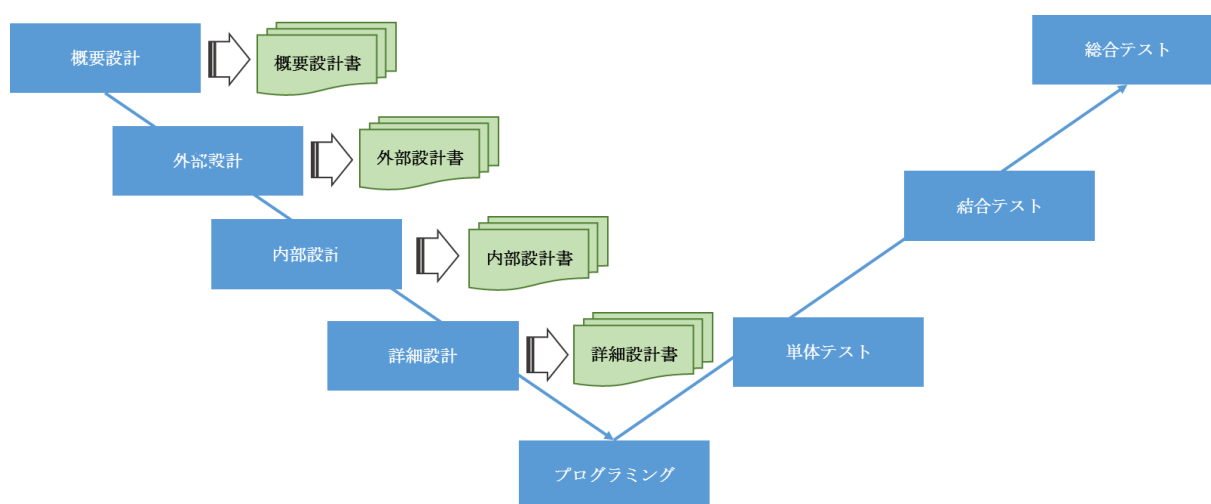 概要設計
概要設計書
総合テスト
外部設計
外部設計書
結合テスト
内部設計
内部設計書
詳細設計
詳細設計書
単体テスト
プログラミング